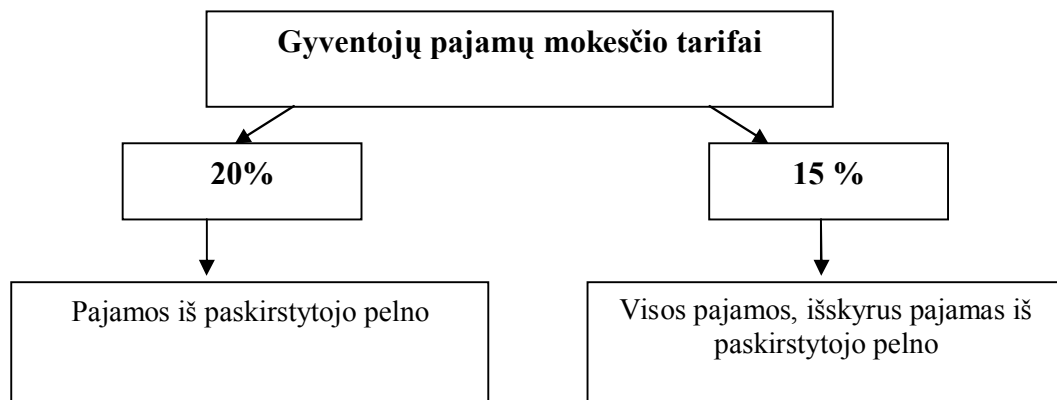 Gyventojų pajamų mokesčio tarifai
20%
15 %
Pajamos iš paskirstytojo pelno
Visos pajamos, išskyrus pajamas iš
paskirstytojo pelno